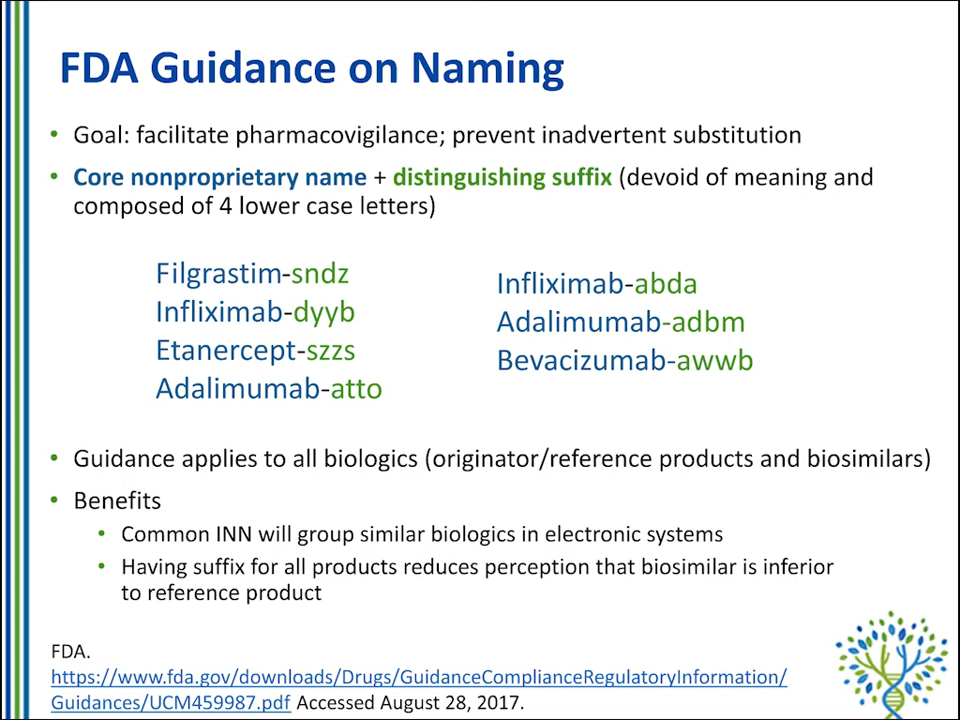 FDA Guidance on Naming
• Goal: facilitate pharmacovigilance; prevent inadvertent substitution
• Core nonproprietary name + distinguishing suffix (devoid of meaning and
composed of 4 lower case letters)
Filgrastim-sndz
Infliximab-dyyb
Etanercept-szzs
Adalimumab-atto
Infliximab-abda
Adalimumab-adbm
Bevacizumab-awwb
• Guidance applies to all biologics (originator/reference products and biosimilars)
• Benefits
• Common INN will group similar biologics in electronic systems
• Having suffix for all products reduces perception that biosimilar is inferior
to reference product
FDA.
https://www.fda.gov/downloads/Drugs/GuidanceComplianceRegulatoryInformation/
Guidances/UCM459987.pdf Accessed August 28, 2017.